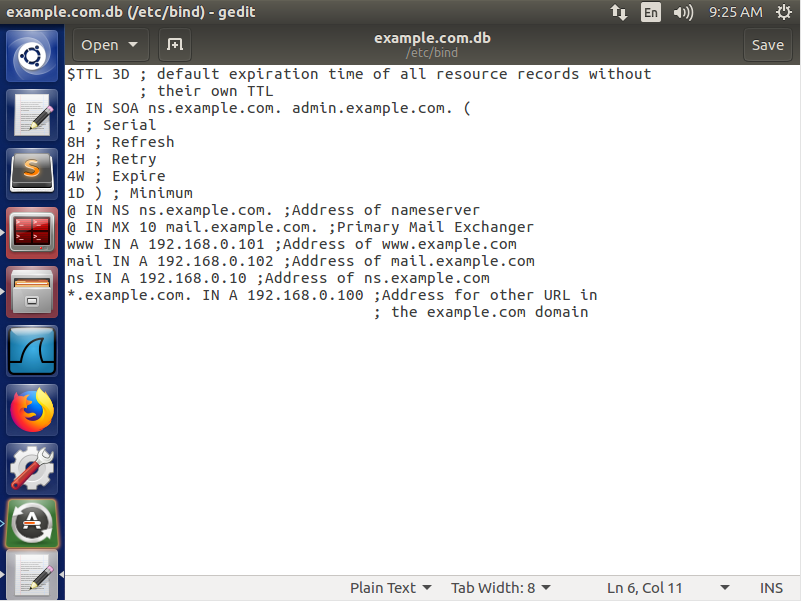 example.com.db (/etc/bind) - gedit
En
9:25 AM
Open
example.com.db
/etc/bind
Save
$TTL 3D ; default expiration time of all resource records without
; their own TTL
@ IN SOA ns.example.com. admin.example.com. (
1 ; Serial
8H ; Refresh
2H ; Retry
4W ; Expire
1D ) ; Minimum
@ IN NS ns.example.com. ;Address of nameserver
@ IN MX 10 mail.example.com. ;Primary Mail Exchanger
www IN A 192.168.0.101 ;Address of www.example.com
mail IN A 192.168.0.102 ;Address of mail.example.com
ns IN A 192.168.0.10 ;Address of ns.example.com
*.example.com. IN A 192.168.0.100 ;Address for other URL in
; the example.com domain
Plain Text
Tab Width: 8
Ln 6, Col 11
INS